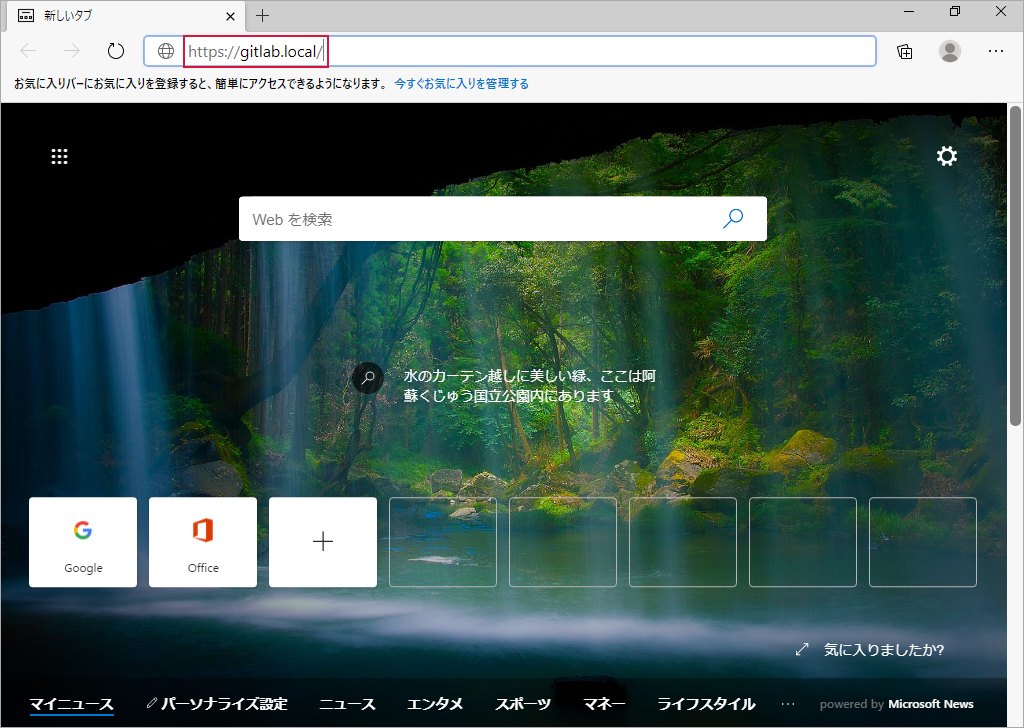 新しいタブ
https://gitlab.local/
お気に入りバーにお気に入りを登録すると、簡単にアクセスできるようになります。 今すぐお気に入りを管理する
Web を検索
水のカーテン越しに美しい緑、ここは阿
蘇くじゅう国立公園内にあります
Google
Office
気に入りましたか?
マイニュース パーソナライズ設定 ニュース エンタメ スポーツ マネー ライフスタイル ... powered by Microsoft News